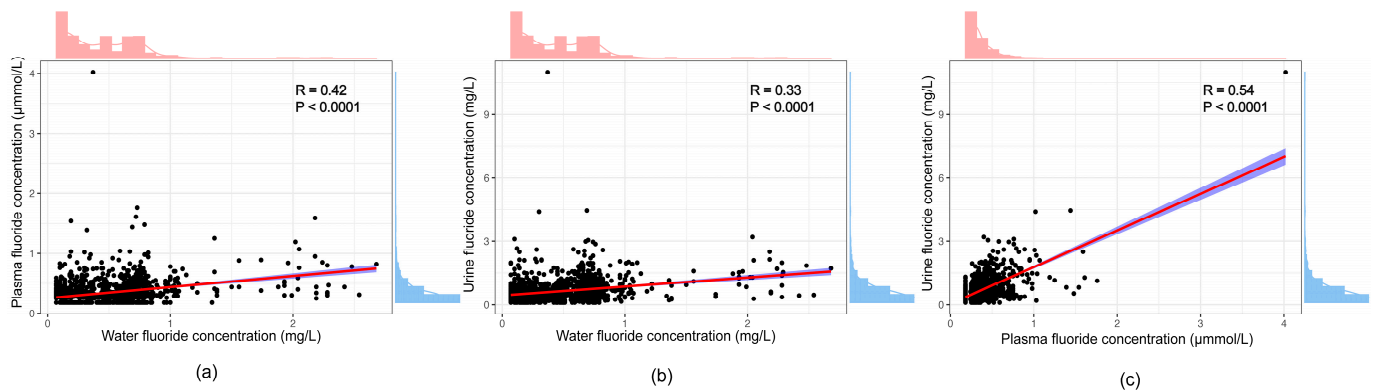 R = 0.42
P < 0.0001
Plasma fluoride concentration (µmmol/L)
4
3
2
1
0
0
1
2
Water fluoride concentration (mg/L)
(a)
R = 0.33
P < 0.0001
Urine fluoride concentration (mg/L)
9
6
3
0
0
1
2
Water fluoride concentration (mg/L)
(b)
R = 0.54
P < 0.0001
Urine fluoride concentration (mg/L)
9
6
3
0
0
1
2
3
4
Plasma fluoride concentration (µmmol/L)
(c)